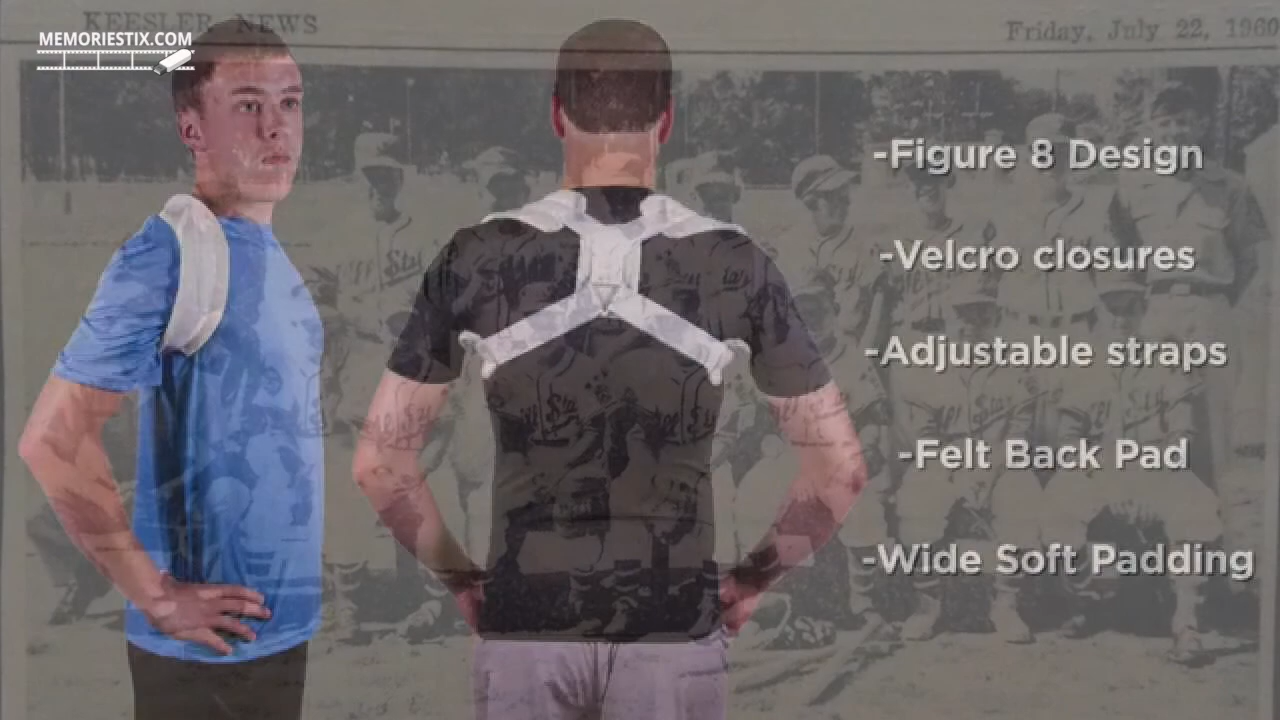 KEESLER NEWS
Friday, July 22, 1960
MEMORIESTIX.COM
-Figure 8 Design
-Velcro closures
-Adjustable straps
-Felt Back Pad
-Wide Soft Padding